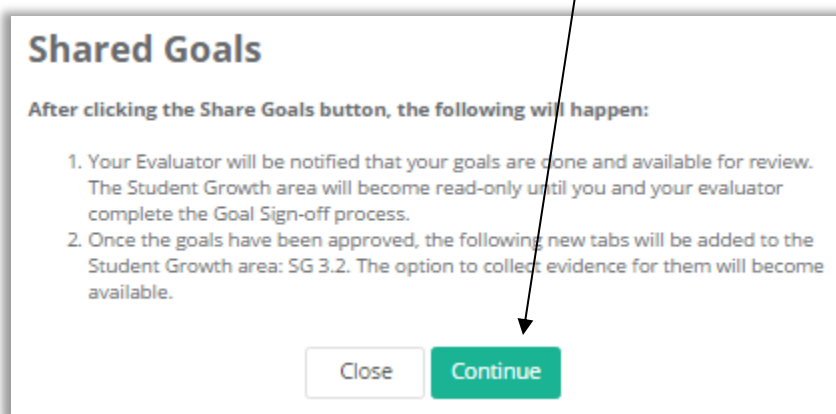 Shared Goals
After clicking the Share Goals button, the following will happen:
1. Your Evaluator will be notified that your goals are done and available for review.
The Student Growth area will become read-only until you and your evaluator
complete the Goal Sign-off process.
2. Once the goals have been approved, the following new tabs will be added to the
Student Growth area: SG 3.2. The option to collect evidence for them will become
available.
Close Continue